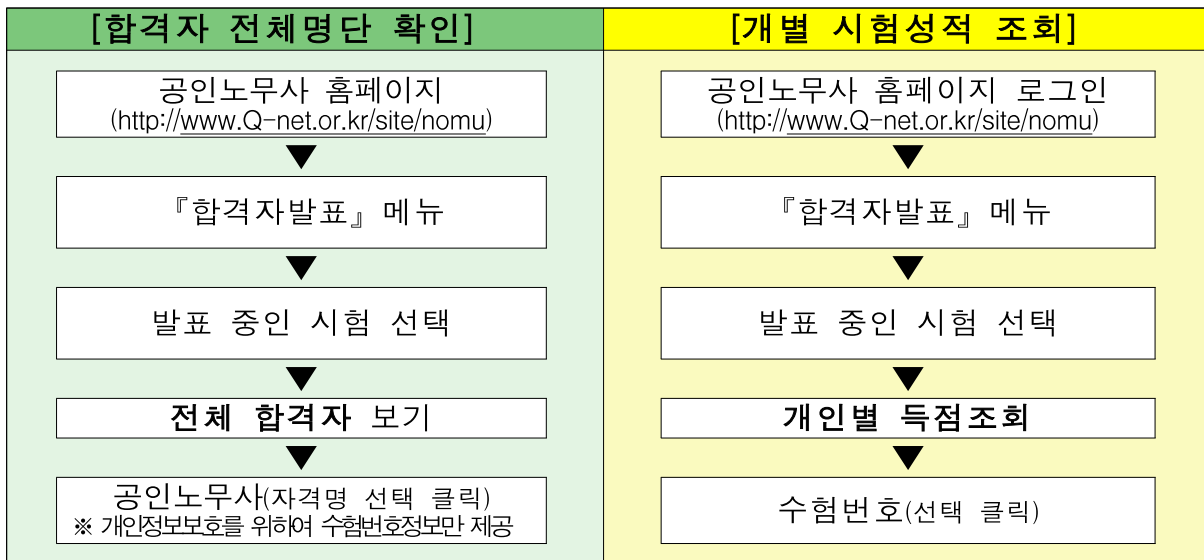 [합격자 전체명단 확인]
공인노무사 홈페이지
(http://www.Q-net.or.kr/site/nomu)
『합격자발표』 메뉴
발표 중인 시험 선택
전체 합격자 보기
공인노무사(자격명 선택 클릭)
※ 개인정보보호를 위하여 수험번호정보만 제공
[개별 시험성적 조회]
공인노무사 홈페이지 로그인
(http://www.Q-net.or.kr/site/nomu)
『합격자발표』 메뉴
발표 중인 시험 선택
개인별 득점조회
수험번호(선택 클릭)